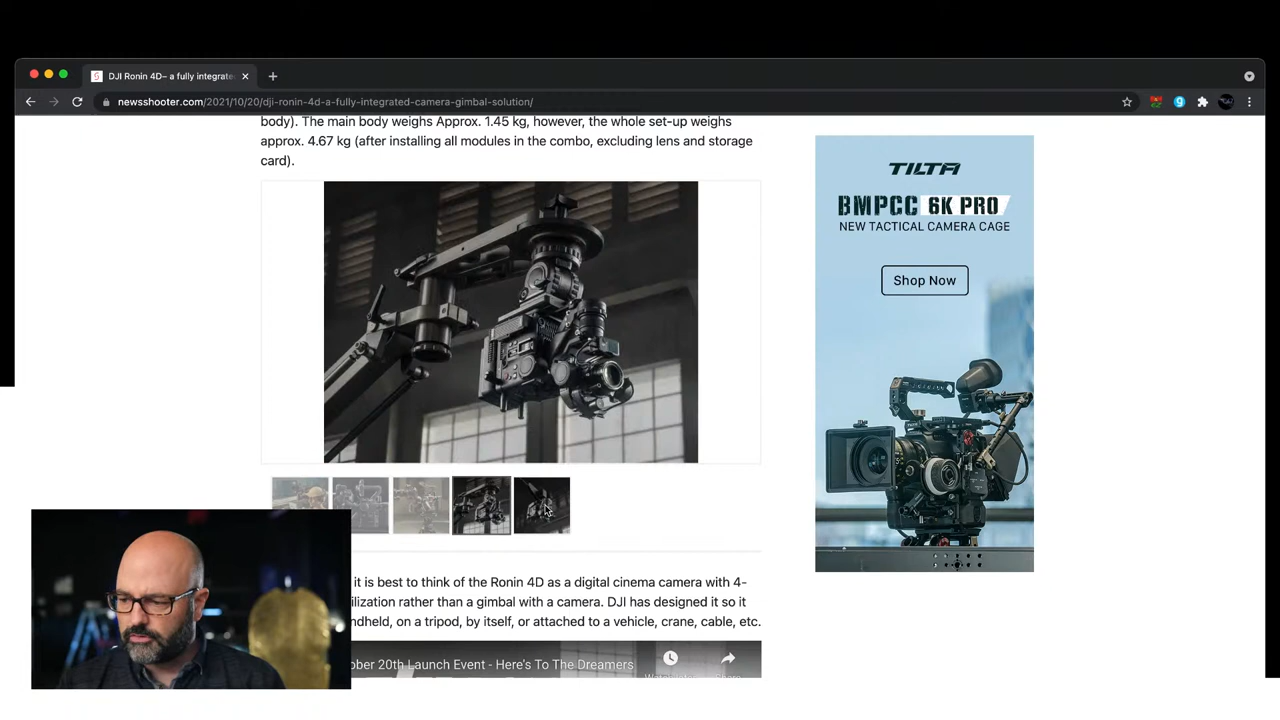 DJI Ronin 4D– a fully integrate
newsshooter.com/2021/10/20/dji-ronin-4d-a-fully-integrated-camera-gimbal-solution/
body). The main body weighs Approx. 1.45 kg, however, the whole set-up weighs
approx. 4.67 kg (after installing all modules in the combo, excluding lens and storage
card).
TILTA
BMPCC 6K PRO
NEW TACTICAL CAMERA CAGE
Shop Now
it is best to think of the Ronin 4D as a digital cinema camera with 4-
ilization rather than a gimbal with a camera. DJI has designed it so it
ndheld, on a tripod, by itself, or attached to a vehicle, crane, cable, etc.
ber 20th Launch Event - Here's To The Dreamers